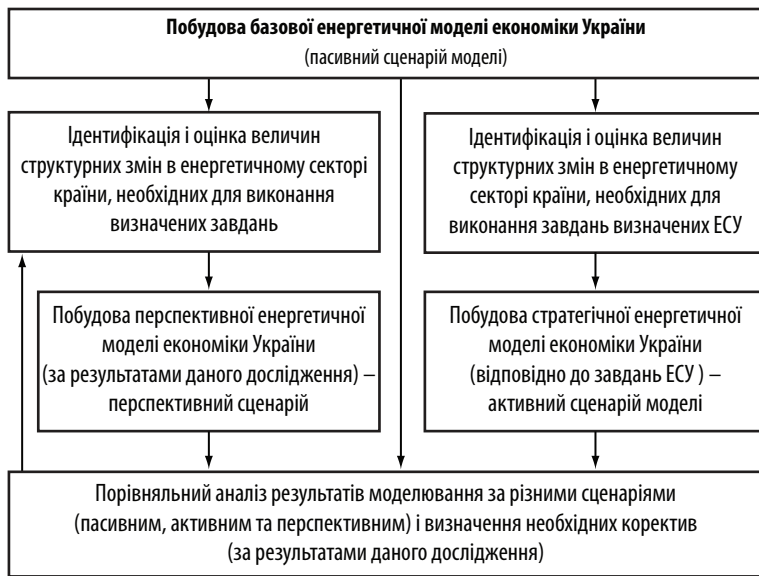 Побудова базової енергетичної моделі економіки України
(пасивний сценарій моделі)
Ідентифікація і оцінка величин
структурних змін в енергетичному секторі
країни, необхідних для виконання
визначених завдань
Ідентифікація і оцінка величин
структурних змін в енергетичному
секторі країни, необхідних для
виконання завдань визначених ЕСУ
Побудова перспективної енергетичної
моделі економіки України
(за результатами даного дослідження) –
перспективний сценарій
Побудова стратегічної енергетичної
моделі економіки України
(відповідно до завдань ЕСУ ) –
активний сценарій моделі
Порівняльний аналіз результатів моделювання за різними сценаріями
(пасивним, активним та перспективним) і визначення необхідних коректив
(за результатами даного дослідження)